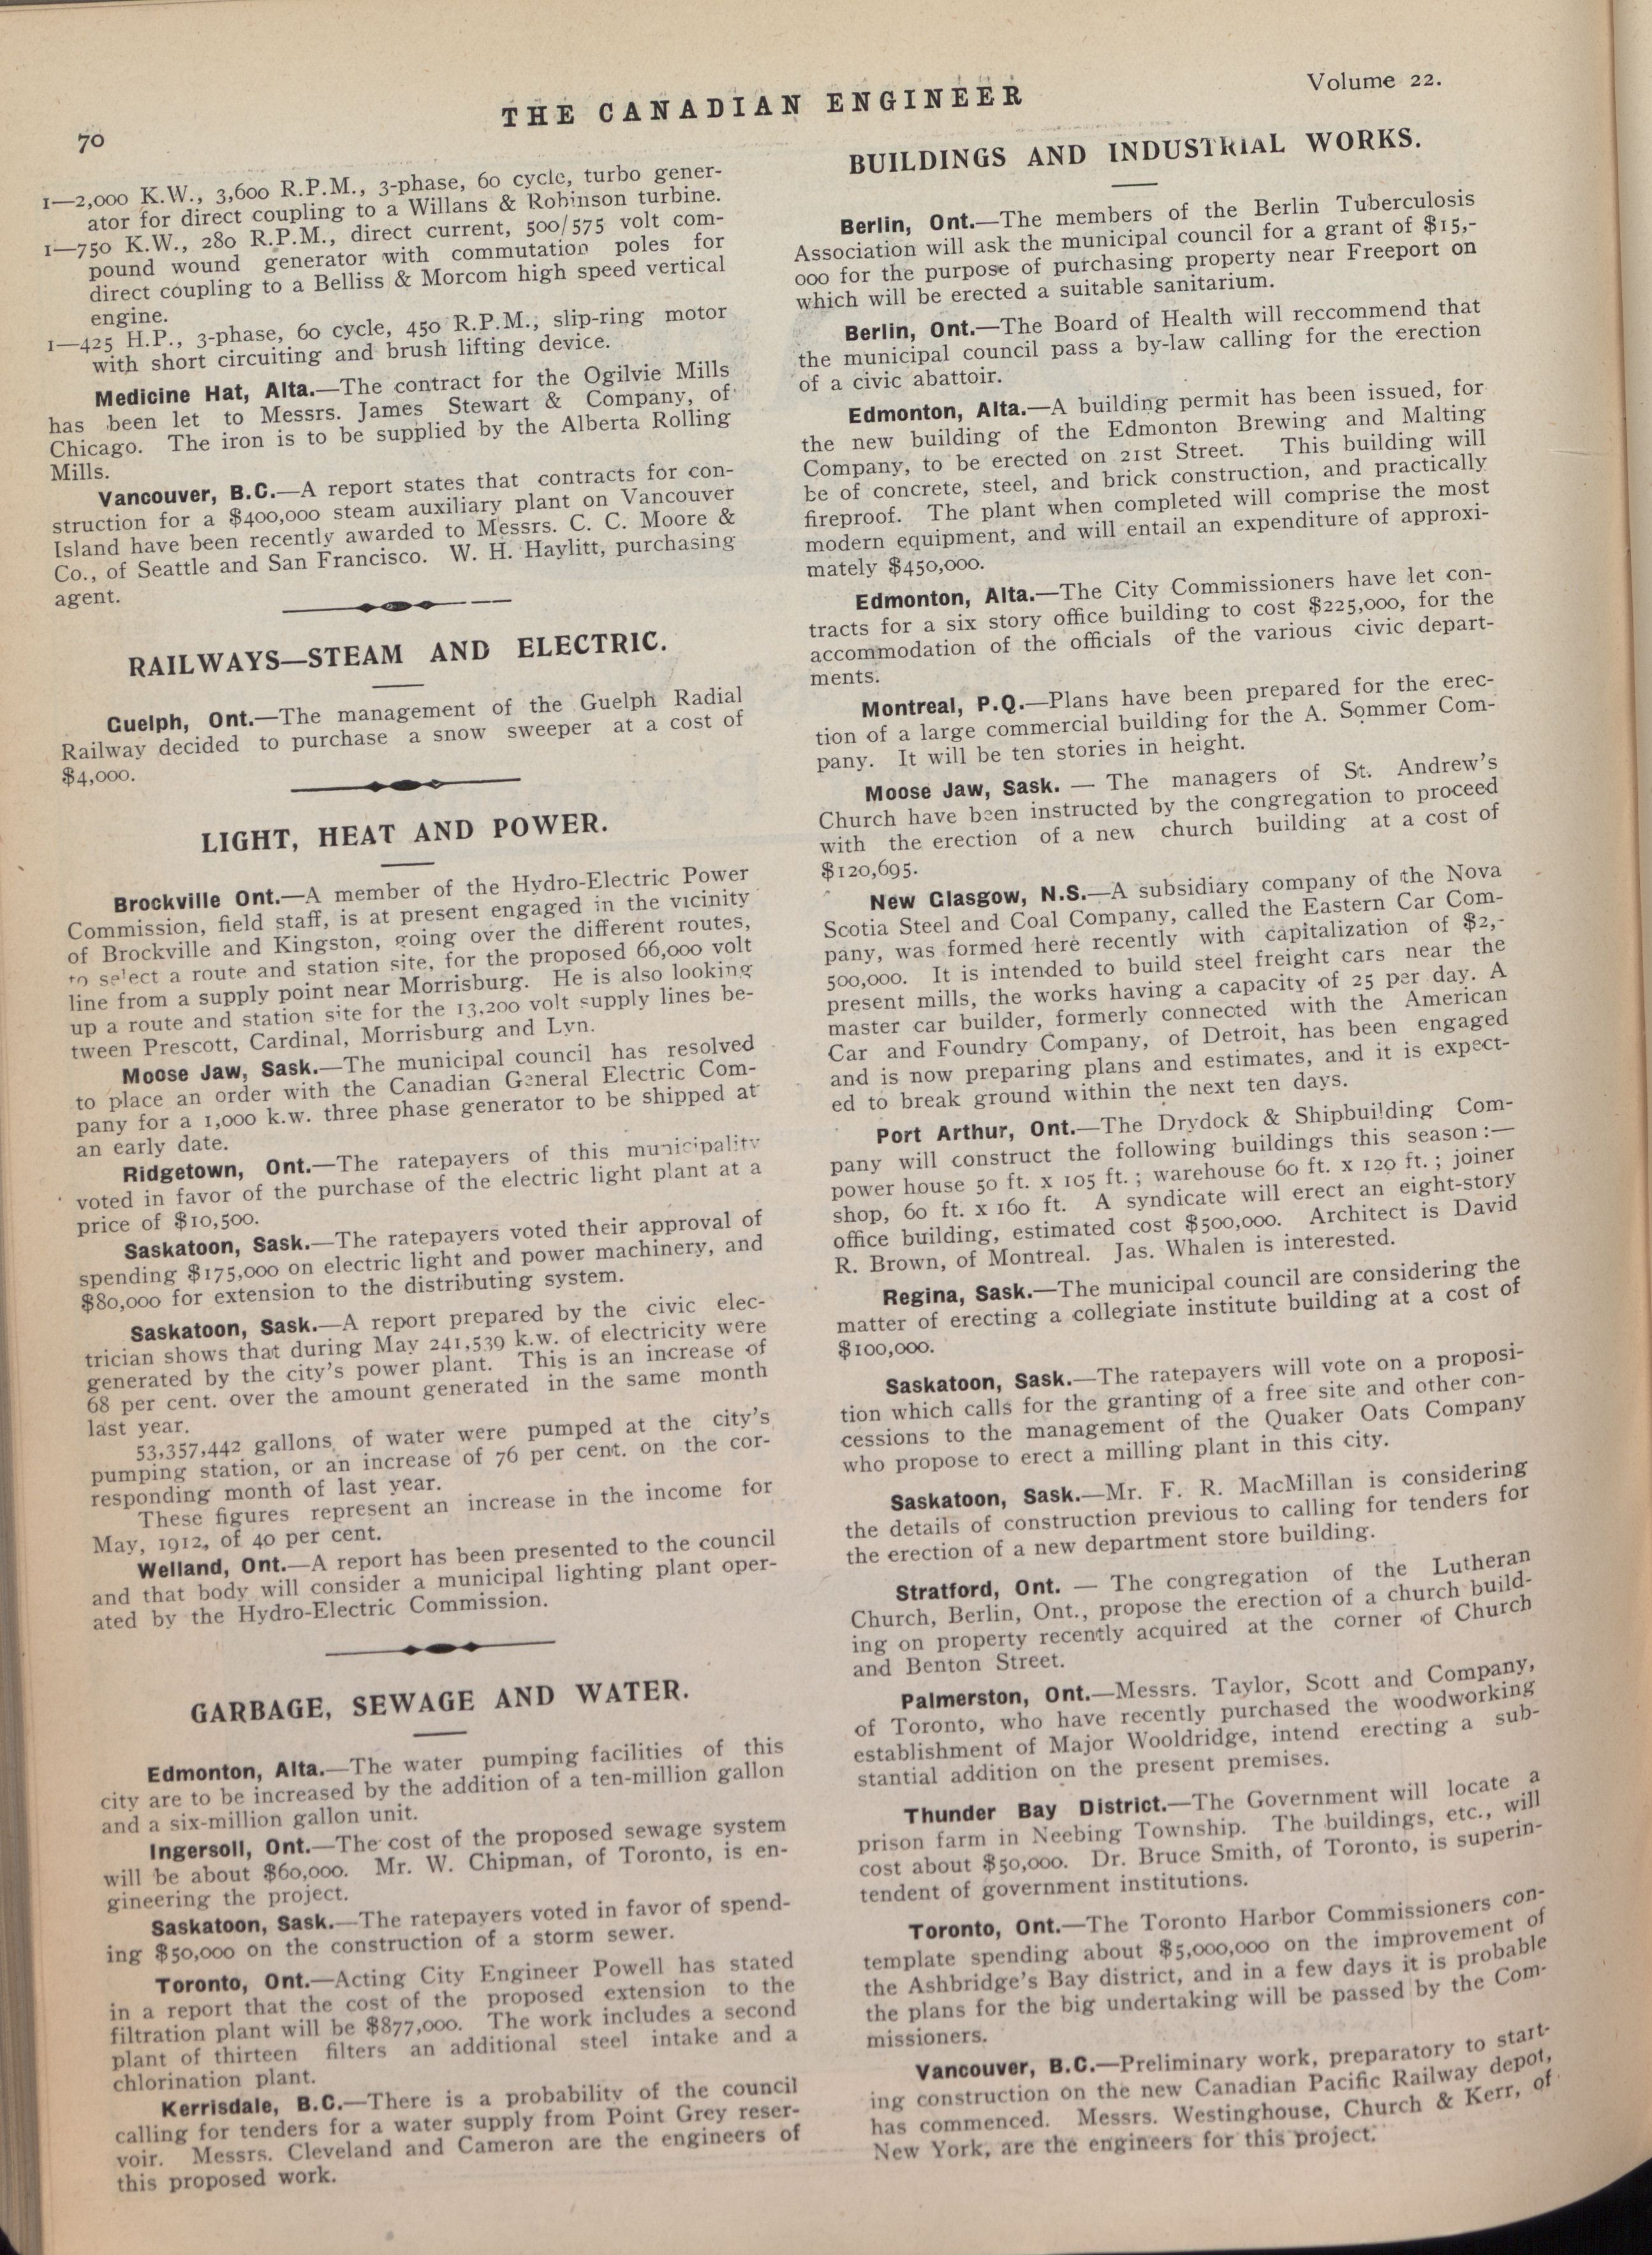 70
THE CANADIAN ENGINEER
Volume 22.
1—2,000 K.W., 3,600 R.P.M., 3-phase, 60 cycle, turbo gener-
ator for direct coupling to a Willans & Robinson turbine.
1—750 K.W., 280 R.P.M., direct current, 500/575 volt com-
pound wound generator with commutation poles for
direct coupling to a Belliss & Morcom high speed vertical
engine.
1—425 H.P., 3-phase, 60 cycle, 450 R.P.M., slip-ring motor
with short circuiting and brush lifting device.
Medicine Hat, Alta.—The contract for the Ogilvie Mills
has been let to Messrs. James Stewart & Company, of
Chicago. The iron is to be supplied by the Alberta Rolling
Mills.
Vancouver, B.C.—A report states that contracts for con-
struction for a $400,000 steam auxiliary plant on Vancouver
Island have been recently awarded to Messrs. C. C. Moore &
Co., of Seattle and San Francisco. W. H. Haylitt, purchasing
agent.
RAILWAYS—STEAM AND ELECTRIC.
Guelph, Ont.—The management of the Guelph Radial
Railway decided to purchase a snow sweeper at a cost of
$4,000.
LIGHT, HEAT AND POWER.
Brockville Ont.—A member of the Hydro-Electric Power
Commission, field staff, is at present engaged in the vicinity
of Brockville and Kingston, going over the different routes,
to select a route and station site, for the proposed 66,000 volt
line from a supply point near Morrisburg. He is also looking
up a route and station site for the 13,200 volt supply lines be-
tween Prescott, Cardinal, Morrisburg and Lyn.
Moose Jaw, Sask.—The municipal council has resolved
to place an order with the Canadian General Electric Com-
pany for a 1,000 k.w. three phase generator to be shipped at
an early date.
Ridgetown, Ont.—The ratepayers of this municipality
voted in favor of the purchase of the electric light plant at a
price of $10,500.
Saskatoon, Sask.—The ratepayers voted their approval of
spending $175,000 on electric light and power machinery, and
$80,000 for extension to the distributing system.
Saskatoon, Sask.—A report prepared by the civic elec-
trician shows that during May 241,539 k.w. of electricity were
generated by the city's power plant. This is an increase of
68 per cent. over the amount generated in the same month
last year.
53,357,442 gallons of water were pumped at the city's
pumping station, or an increase of 76 per cent. on the cor-
responding month of last year.
These figures represent an increase in the income for
May, 1912, of 40 per cent.
Welland, Ont.—A report has been presented to the council
and that body will consider a municipal lighting plant oper-
ated by the Hydro-Electric Commission.
GARBAGE, SEWAGE AND WATER.
Edmonton, Alta.—The water pumping facilities of this
city are to be increased by the addition of a ten-million gallon
and a six-million gallon unit.
Ingersoll, Ont.—The cost of the proposed sewage system
will be about $60,000. Mr. W. Chipman, of Toronto, is en-
gineering the project.
Saskatoon, Sask.—The ratepayers voted in favor of spend-
ing $50,000 on the construction of a storm sewer.
Toronto, Ont.—Acting City Engineer Powell has stated
in a report that the cost of the proposed extension to the
filtration plant will be $877,000. The work includes a second
plant of thirteen filters an additional steel intake and a
chlorination plant.
Kerrisdale, B.C.—There is a probability of the council
calling for tenders for a water supply from Point Grey reser-
voir. Messrs. Cleveland and Cameron are the engineers of
this proposed work.
BUILDINGS AND INDUSTRIAL WORKS.
Berlin, Ont.—The members of the Berlin Tuberculosis
Association will ask the municipal council for a grant of $15,-
000 for the purpose of purchasing property near Freeport on
which will be erected a suitable sanitarium.
Berlin, Ont.—The Board of Health will reccommend that
the municipal council pass a by-law calling for the erection
of a civic abattoir.
Edmonton, Alta.—A building permit has been issued, for
the new building of the Edmonton Brewing and Malting
Company, to be erected on 21st Street. This building will
be of concrete, steel, and brick construction, and practically
fireproof. The plant when completed will comprise the most
modern equipment, and will entail an expenditure of approxi-
mately $450,000.
Edmonton, Alta.—The City Commissioners have let con-
tracts for a six story office building to cost $225,000, for the
accommodation of the officials of the various civic depart-
ments.
Montreal, P.Q.—Plans have been prepared for the erec-
tion of a large commercial building for the A. Sommer Com-
pany. It will be ten stories in height.
Moose Jaw, Sask. — The managers of St. Andrew's
Church have been instructed by the congregation to proceed
with the erection of a new church building at a cost of
$120,695.
New Glasgow, N.S.—A subsidiary company of the Nova
Scotia Steel and Coal Company, called the Eastern Car Com-
pany, was formed here recently with capitalization of $2,-
500,000. It is intended to build steel freight cars near the
present mills, the works having a capacity of 25 per day. A
master car builder, formerly connected with the American
Car and Foundry Company, of Detroit, has been engaged
and is now preparing plans and estimates, and it is expect-
ed to break ground within the next ten days.
Port Arthur, Ont.—The Drydock & Shipbuilding Com-
pany will construct the following buildings this season:—
power house 50 ft. x 105 ft.; warehouse 60 ft. x 120 ft.; joiner
shop, 60 ft. x 160 ft. A syndicate will erect an eight-story
office building, estimated cost $500,000. Architect is David
R. Brown, of Montreal. Jas. Whalen is interested.
Regina, Sask.—The municipal council are considering the
matter of erecting a collegiate institute building at a cost of
$100,000.
Saskatoon, Sask.—The ratepayers will vote on a proposi-
tion which calls for the granting of a free site and other con-
cessions to the management of the Quaker Oats Company
who propose to erect a milling plant in this city.
Saskatoon, Sask.—Mr. F. R. MacMillan is considering
the details of construction previous to calling for tenders for
the erection of a new department store building.
Stratford, Ont. — The congregation of the Lutheran
Church, Berlin, Ont., propose the erection of a church build-
ing on property recently acquired at the corner of Church
and Benton Street.
Palmerston, Ont.—Messrs. Taylor, Scott and Company,
of Toronto, who have recently purchased the woodworking
establishment of Major Wooldridge, intend erecting a sub-
stantial addition on the present premises.
Thunder Bay District.—The Government will locate a
prison farm in Neebing Township. The buildings, etc., will
cost about $50,000. Dr. Bruce Smith, of Toronto, is superin-
tendent of government institutions.
Toronto, Ont.—The Toronto Harbor Commissioners con-
template spending about $5,000,000 on the improvement of
the Ashbridge's Bay district, and in a few days it is probable
the plans for the big undertaking will be passed by the Com-
missioners.
Vancouver, B.C.—Preliminary work, preparatory to start-
ing construction on the new Canadian Pacific Railway depot,
has commenced. Messrs. Westinghouse, Church & Kerr, of
New York, are the engineers for this project.